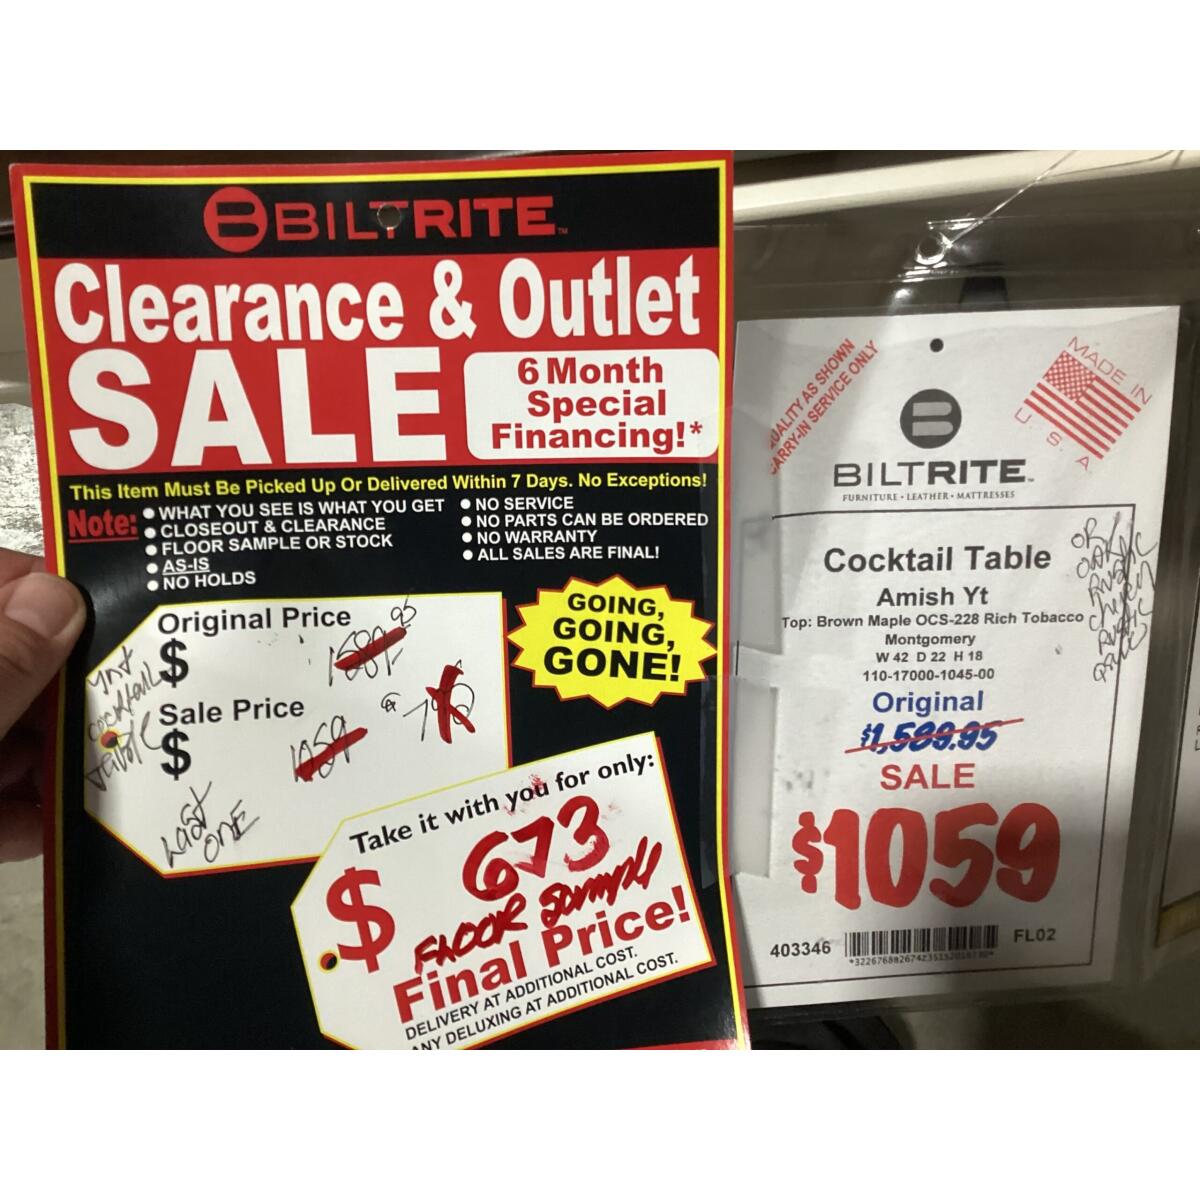 BILTRITE™
Clearance & Outlet
SALE
6 Month
Special
Financing!*
This Item Must Be Picked Up Or Delivered Within 7 Days. No Exceptions!
Note:
• WHAT YOU SEE IS WHAT YOU GET
• CLOSEOUT & CLEARANCE
• FLOOR SAMPLE OR STOCK
• AS-IS
• NO HOLDS
• NO SERVICE
• NO PARTS CAN BE ORDERED
• NO WARRANTY
• ALL SALES ARE FINAL!
GOING,
GOING,
GONE!
Original Price
$
Sale Price
$ 1059
cocktail
table
Last
ONE
Take it with you for only:
$ 673
FLOOR Sample
Final Price!
DELIVERY AT ADDITIONAL COST.
ANY DELUXING AT ADDITIONAL COST.
QUALITY AS SHOWN
CARRY-IN SERVICE ONLY
MADE IN
U.S.A
BILTRITE™
FURNITURE • LEATHER • MATTRESSES
Cocktail Table
Amish Yt
Top: Brown Maple OCS-228 Rich Tobacco
Montgomery
W 42 D 22 H 18
110-17000-1045-00
Original
$1,589.95
SALE
$1059
403346
FL02
OR
OAK